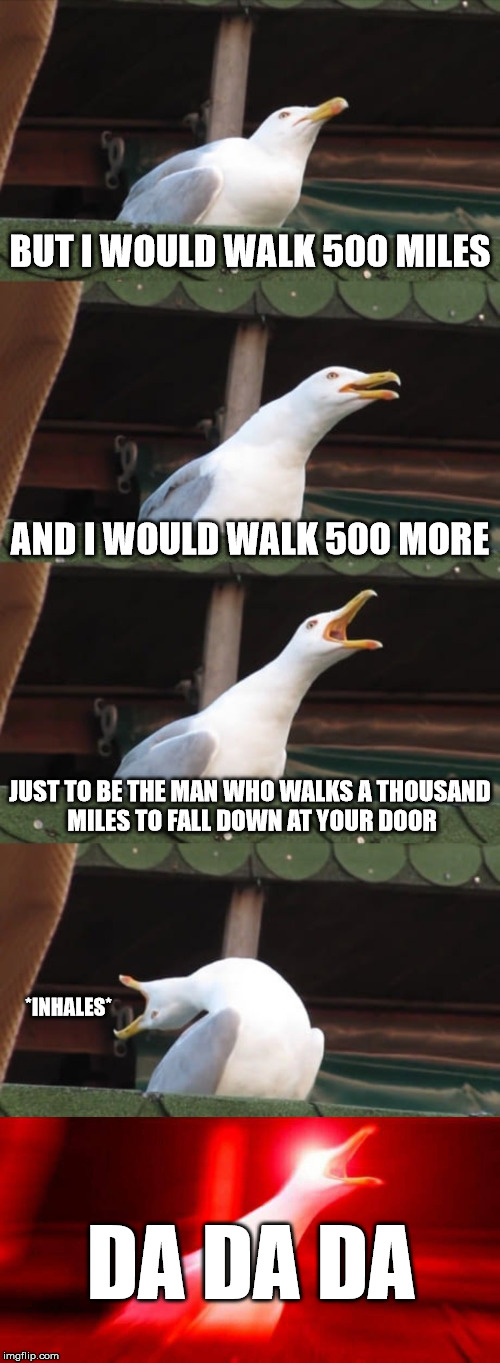 BUT I WOULD WALK 500 MILES
AND I WOULD WALK 500 MORE
JUST TO BE THE MAN WHO WALKS A THOUSAND
MILES TO FALL DOWN AT YOUR DOOR
*INHALES*
DA DA DA
imgflip.com